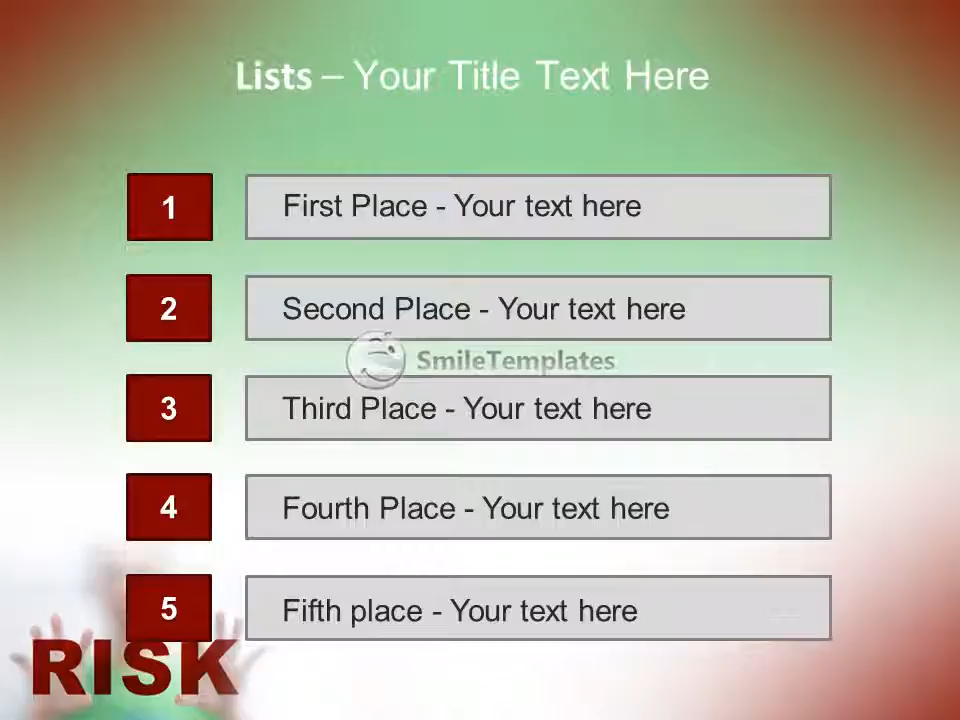 Lists – Your Title Text Here
1 First Place - Your text here
2 Second Place - Your text here
SmileTemplates
3 Third Place - Your text here
4 Fourth Place - Your text here
5 Fifth place - Your text here
RISK